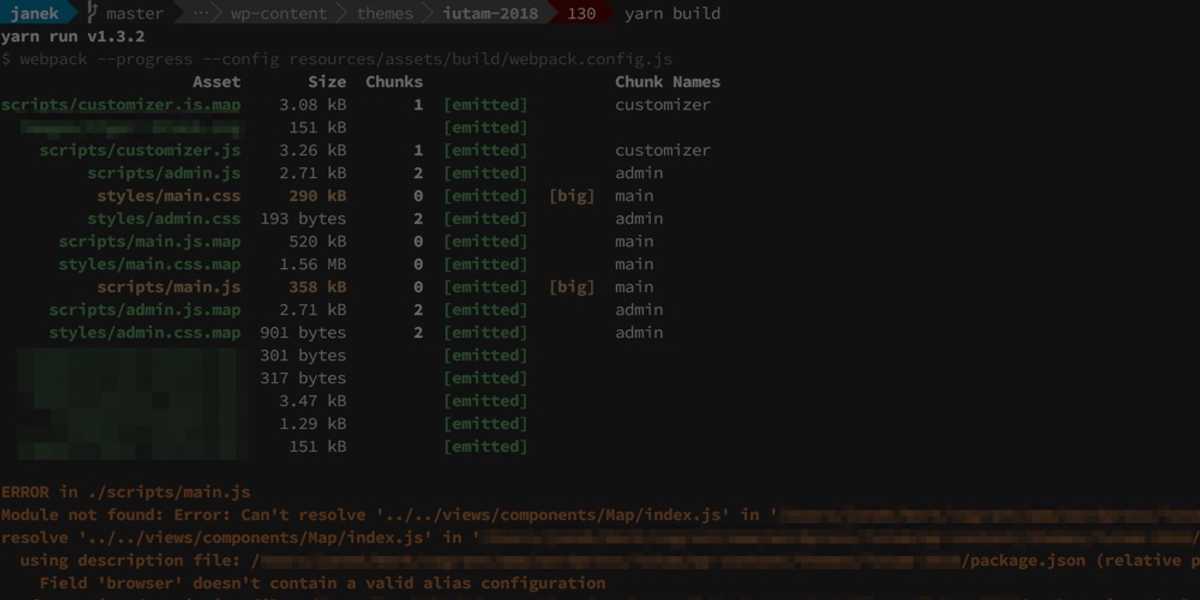 janek master ··· wp-content themes iutam-2018 130 yarn build
yarn run v1.3.2
$ webpack --progress --config resources/assets/build/webpack.config.js
Asset Size Chunks Chunk Names
scripts/customizer.js.map 3.08 kB 1 [emitted] customizer
151 kB [emitted]
scripts/customizer.js 3.26 kB 1 [emitted] customizer
scripts/admin.js 2.71 kB 2 [emitted] admin
styles/main.css 290 kB 0 [emitted] [big] main
styles/admin.css 193 bytes 2 [emitted] admin
scripts/main.js.map 520 kB 0 [emitted] main
styles/main.css.map 1.56 MB 0 [emitted] main
scripts/main.js 358 kB 0 [emitted] [big] main
scripts/admin.js.map 2.71 kB 2 [emitted] admin
styles/admin.css.map 901 bytes 2 [emitted] admin
301 bytes [emitted]
317 bytes [emitted]
3.47 kB [emitted]
1.29 kB [emitted]
151 kB [emitted]
ERROR in ./scripts/main.js
Module not found: Error: Can't resolve '../../views/components/Map/index.js' in '
resolve '../../views/components/Map/index.js' in ' /
using description file: / /package.json (relative p
Field 'browser' doesn't contain a valid alias configuration